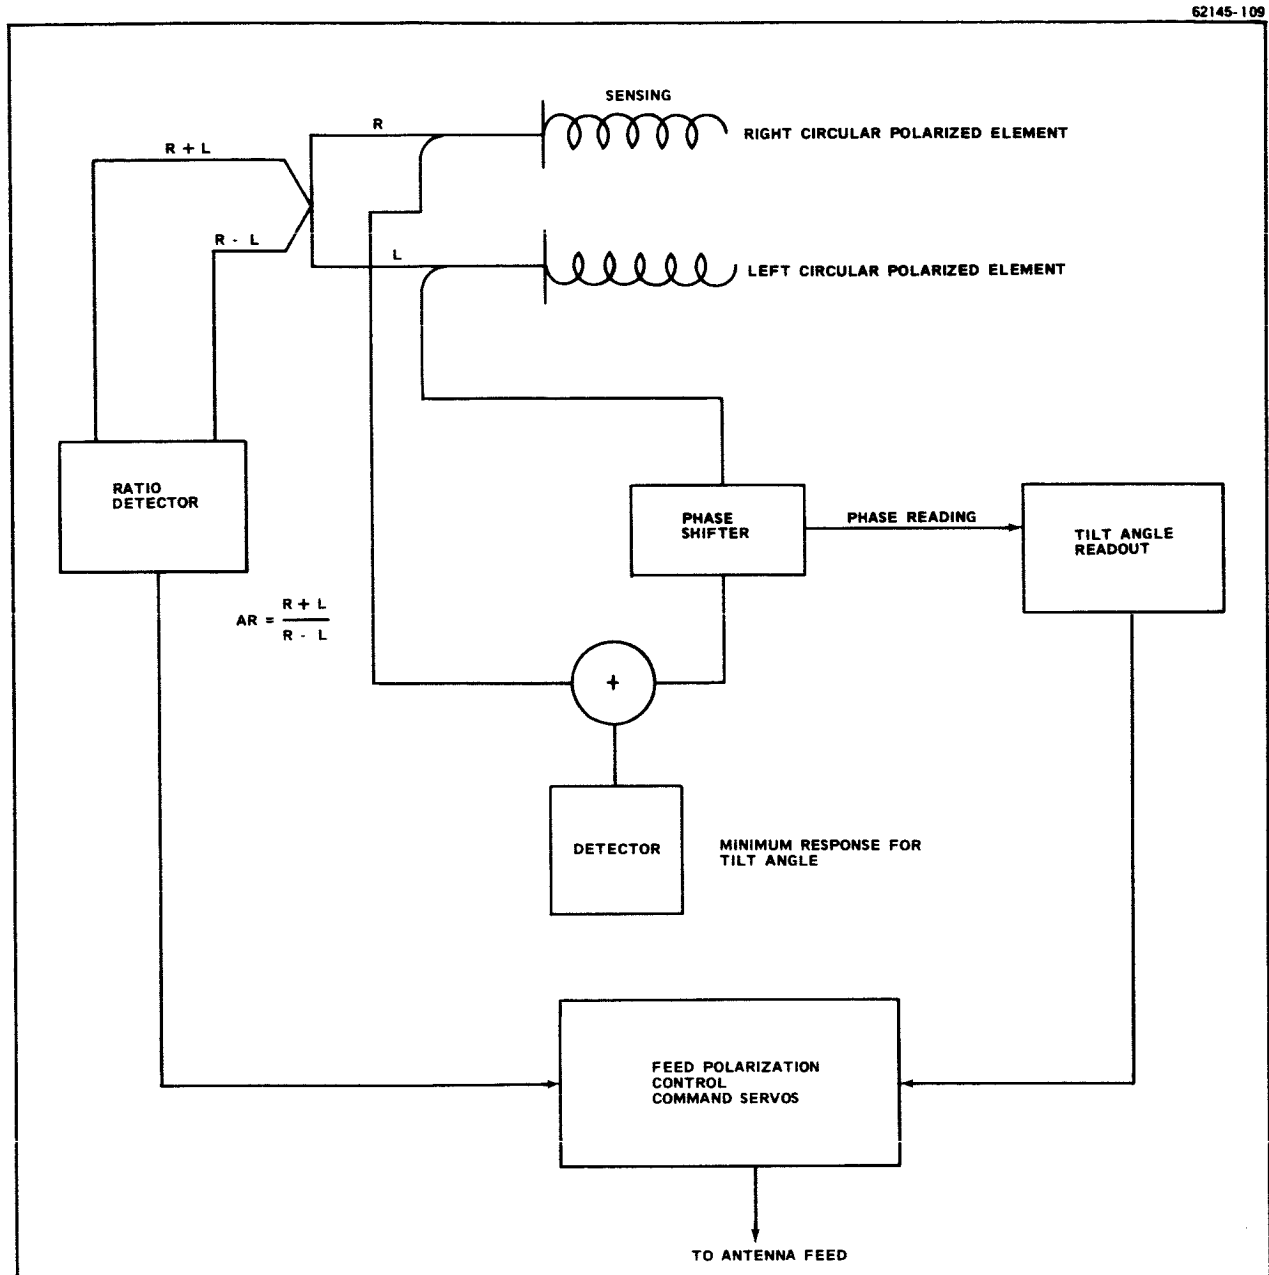 62145-109
SENSING
R
RIGHT CIRCULAR POLARIZED ELEMENT
R + L
R - L
L
LEFT CIRCULAR POLARIZED ELEMENT
RATIO
DETECTOR
PHASE
SHIFTER
PHASE READING
TILT ANGLE
READOUT
AR = R + L
R - L
+
DETECTOR
MINIMUM RESPONSE FOR
TILT ANGLE
FEED POLARIZATION
CONTROL
COMMAND SERVOS
TO ANTENNA FEED